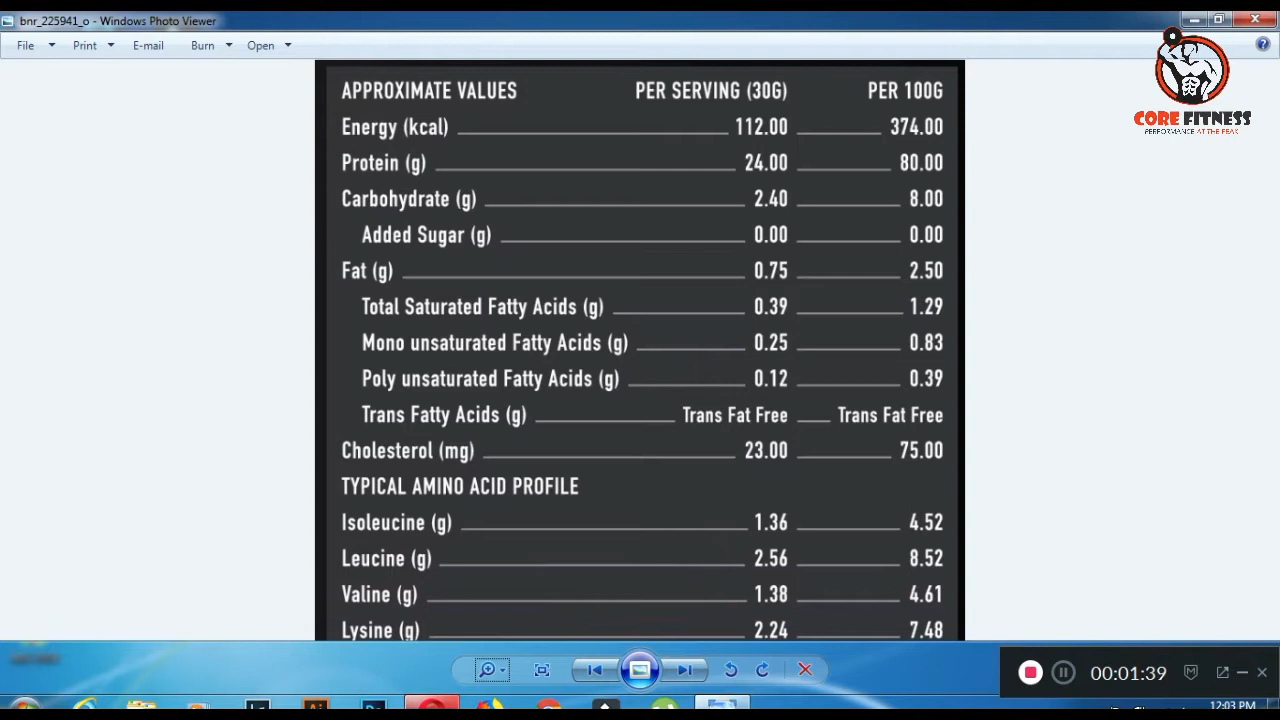 bnr_225941_o - Windows Photo Viewer
File Print E-mail Burn Open
CORE FITNESS
PERFORMANCE AT THE PEAK
APPROXIMATE VALUES PER SERVING (30G) PER 100G
Energy (kcal) 112.00 374.00
Protein (g) 24.00 80.00
Carbohydrate (g) 2.40 8.00
Added Sugar (g) 0.00 0.00
Fat (g) 0.75 2.50
Total Saturated Fatty Acids (g) 0.39 1.29
Mono unsaturated Fatty Acids (g) 0.25 0.83
Poly unsaturated Fatty Acids (g) 0.12 0.39
Trans Fatty Acids (g) Trans Fat Free Trans Fat Free
Cholesterol (mg) 23.00 75.00
TYPICAL AMINO ACID PROFILE
Isoleucine (g) 1.36 4.52
Leucine (g) 2.56 8.52
Valine (g) 1.38 4.61
Lysine (g) 2.24 7.48
00:01:39
12:03 PM